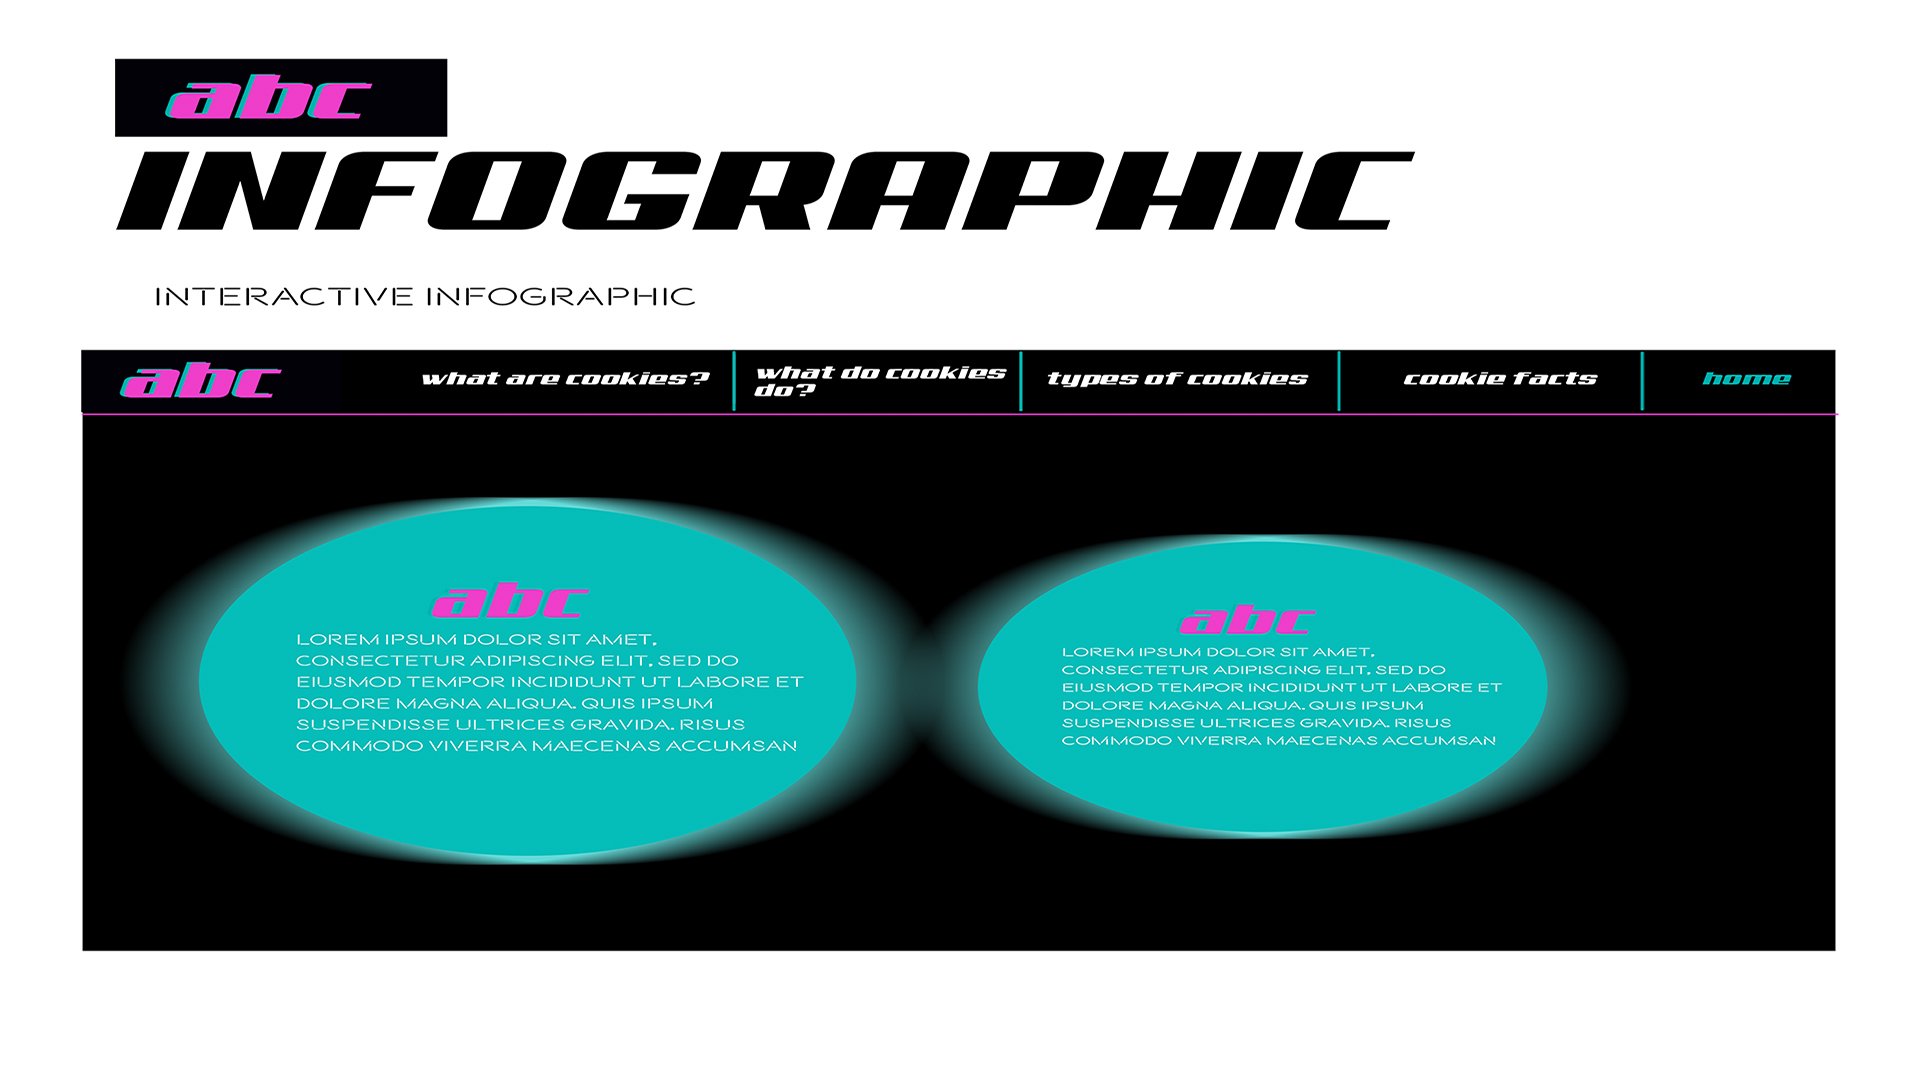 abc
INFOGRAPHIC
INTERACTIVE INFOGRAPHIC
abc
what are cookies?
what do cookies
do?
types of cookies
cookie facts
home
abc
LOREM IPSUM DOLOR SIT AMET,
CONSECTETUR ADIPISCING ELIT, SED DO
EIUSMOD TEMPOR INCIDIDUNT UT LABORE ET
DOLORE MAGNA ALIQUA. QUIS IPSUM
SUSPENDISSE ULTRICES GRAVIDA. RISUS
COMMODO VIVERRA MAECENAS ACCUMSAN
abc
LOREM IPSUM DOLOR SIT AMET,
CONSECTETUR ADIPISCING ELIT, SED DO
EIUSMOD TEMPOR INCIDIDUNT UT LABORE ET
DOLORE MAGNA ALIQUA. QUIS IPSUM
SUSPENDISSE ULTRICES GRAVIDA. RISUS
COMMODO VIVERRA MAECENAS ACCUMSAN